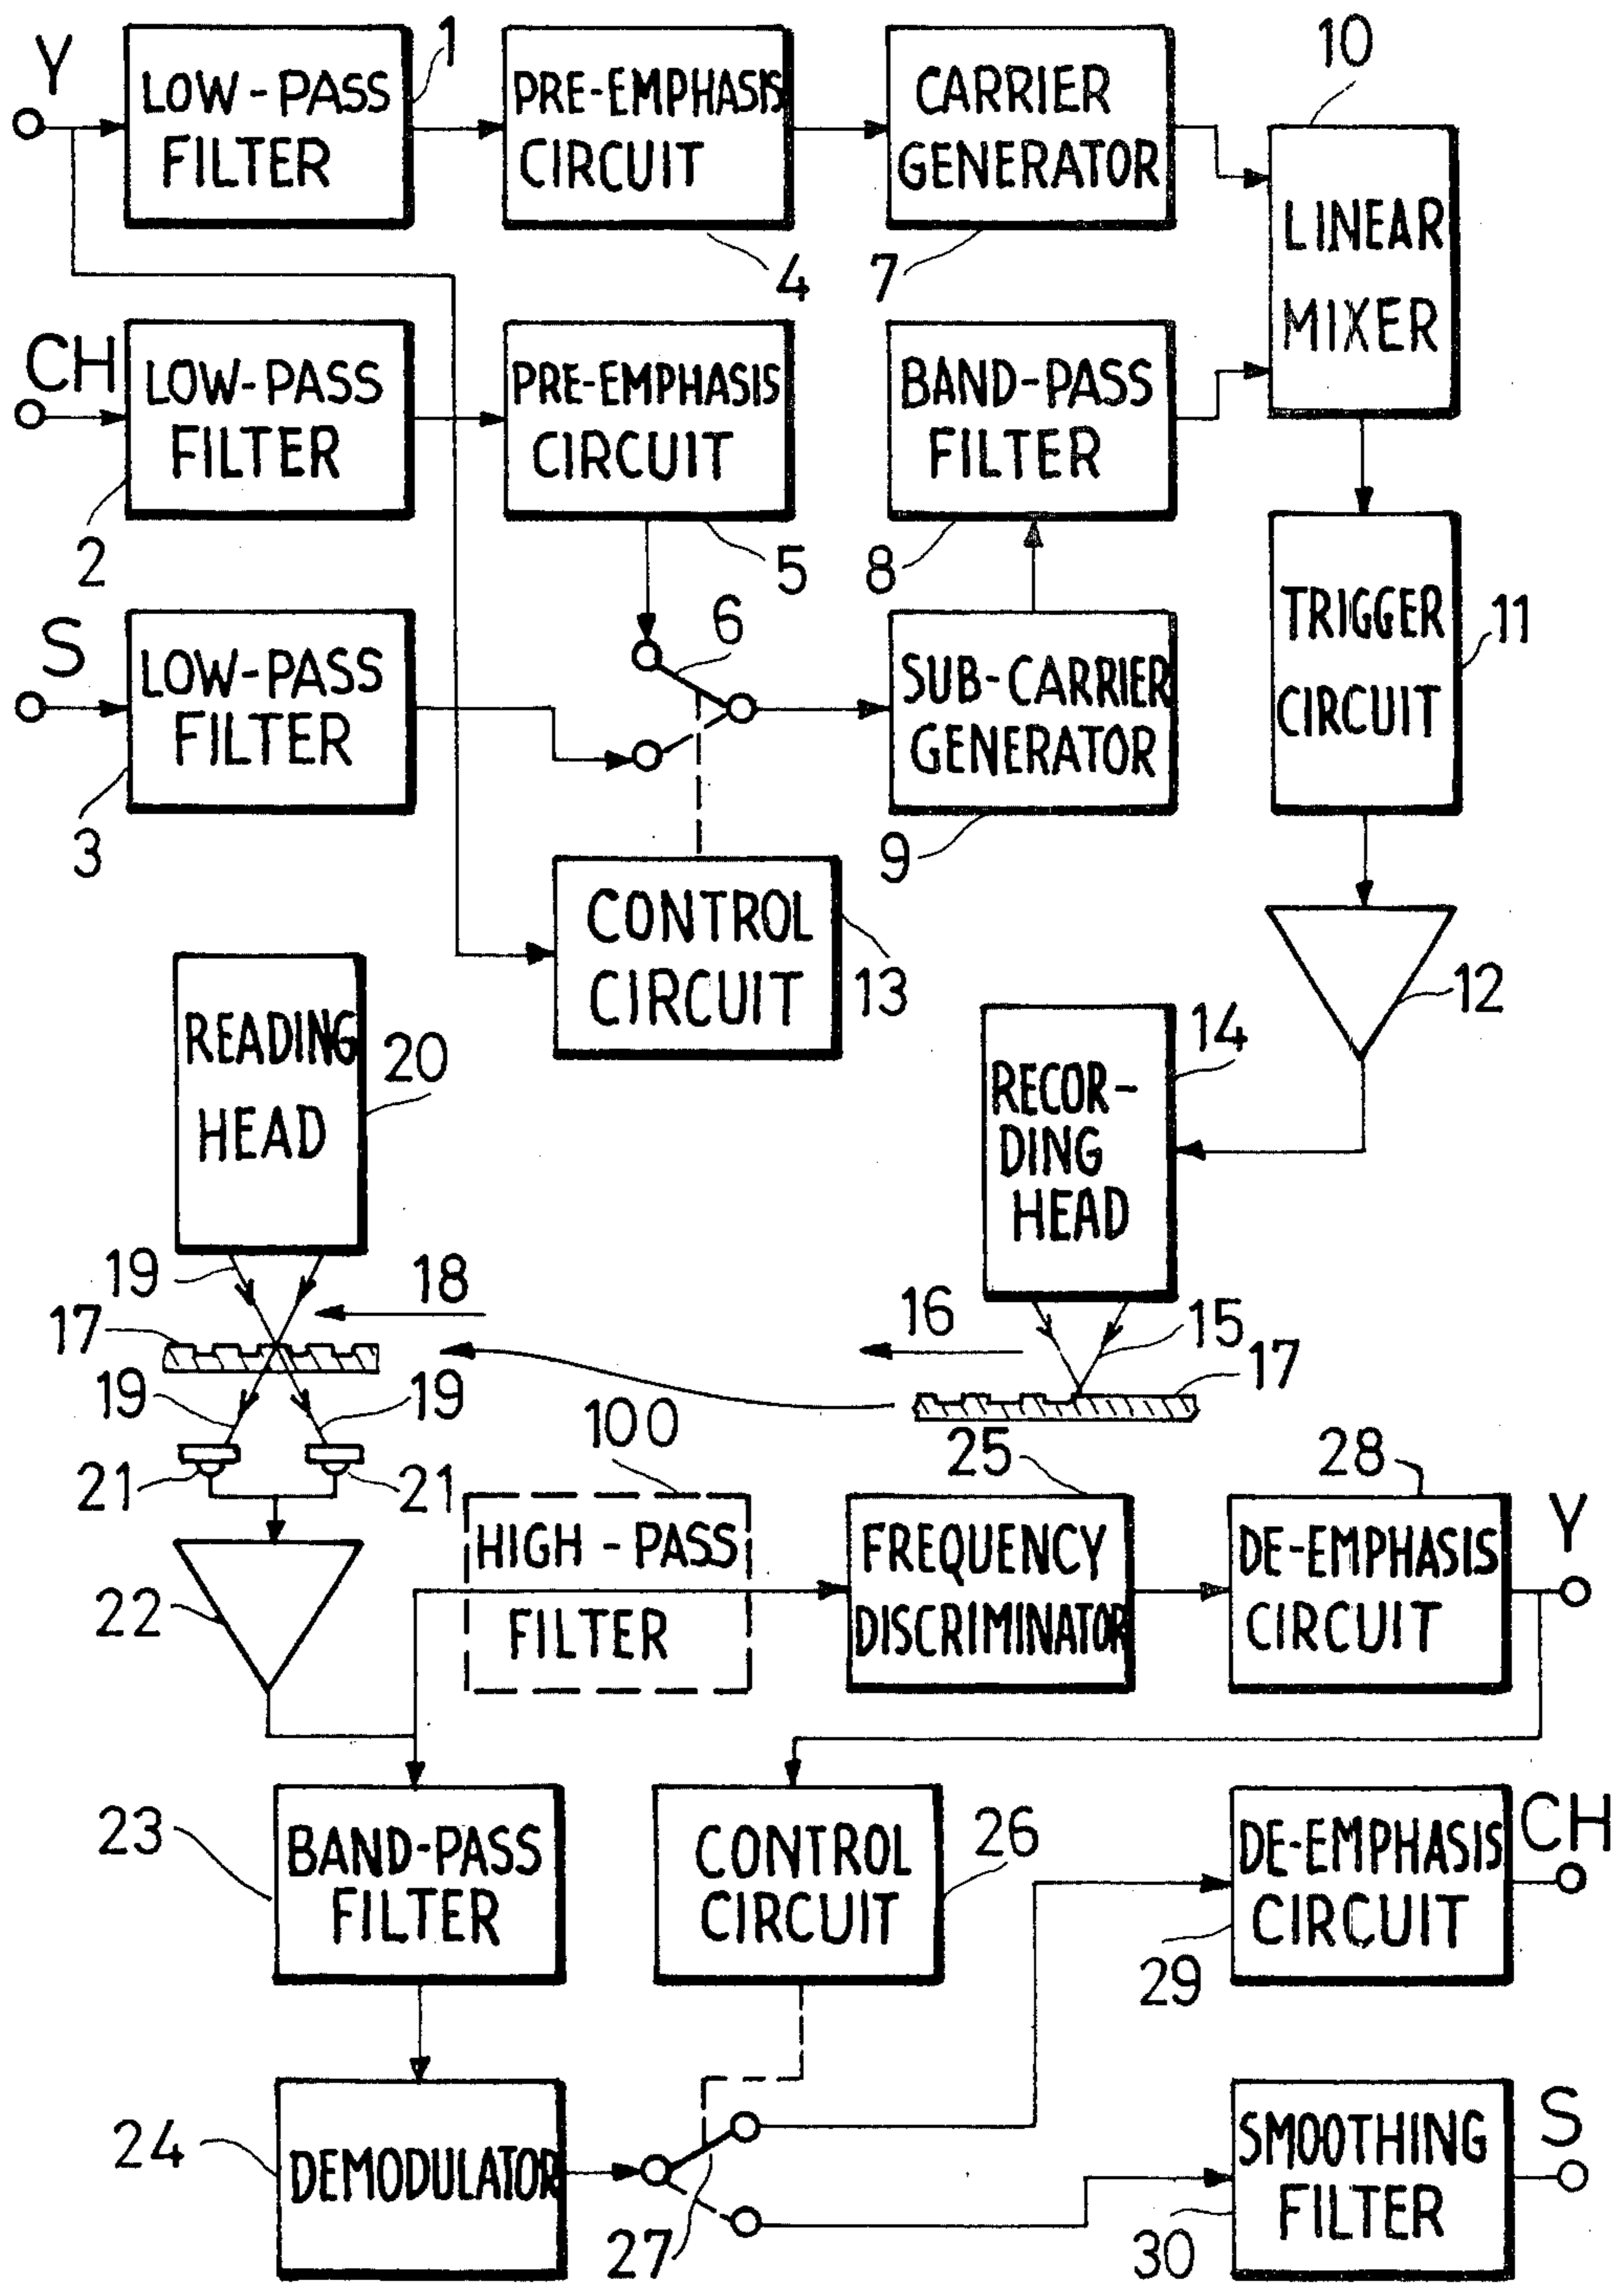 Y
LOW-PASS
FILTER
1
PRE-EMPHASIS
CIRCUIT
4
CARRIER
GENERATOR
7
10
LINEAR
MIXER
CH
LOW-PASS
FILTER
2
PRE-EMPHASIS
CIRCUIT
5
BAND-PASS
FILTER
8
TRIGGER
CIRCUIT
11
S
LOW-PASS
FILTER
3
6
SUB-CARRIER
GENERATOR
9
CONTROL
CIRCUIT
13
12
READING
HEAD
20
14
RECOR-
DING
HEAD
19
18
17
16
15
17
19
19
21
21
100
HIGH-PASS
FILTER
25
FREQUENCY
DISCRIMINATOR
28
DE-EMPHASIS
CIRCUIT
Y
22
23
BAND-PASS
FILTER
CONTROL
CIRCUIT
26
DE-EMPHASIS
CIRCUIT
29
CH
24
DEMODULATOR
27
SMOOTHING
FILTER
30
S